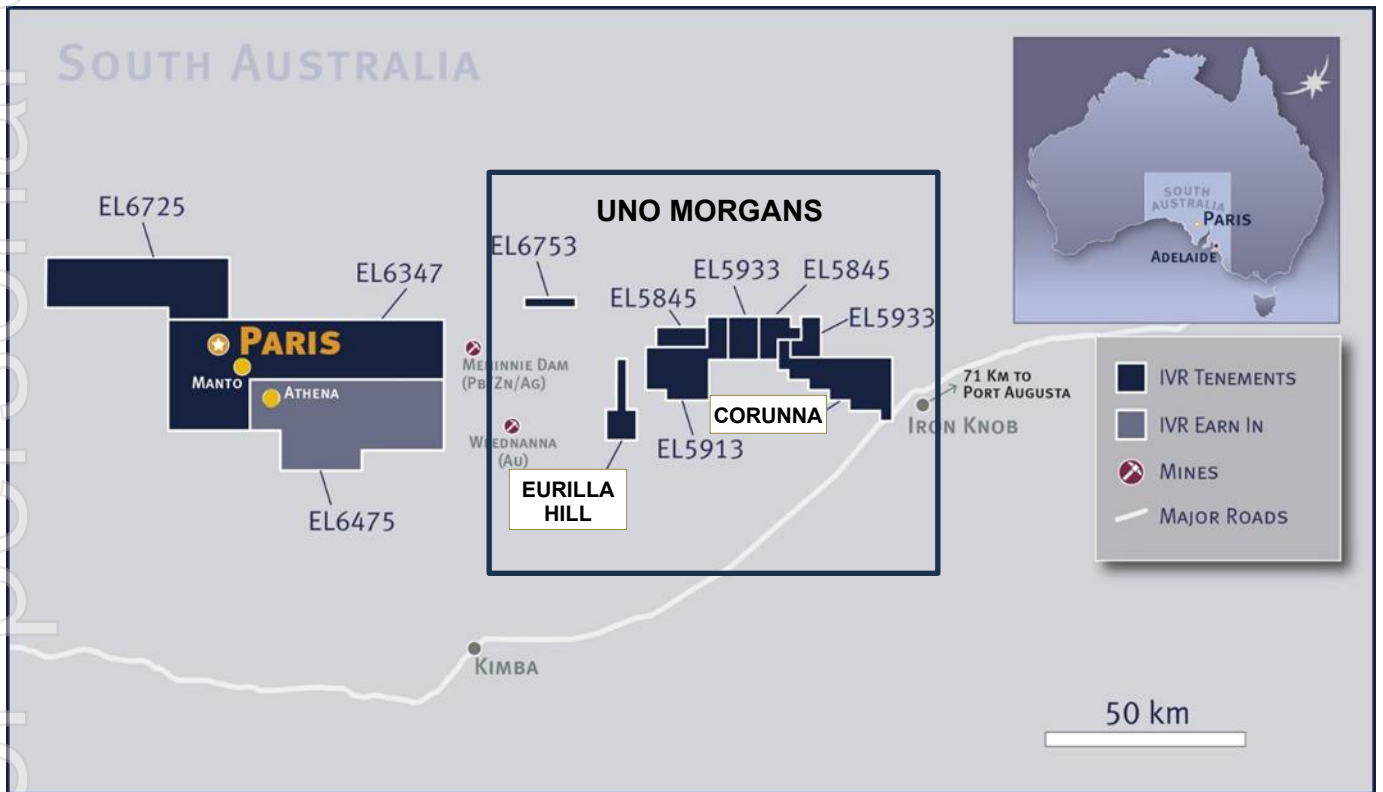 SOUTH AUSTRALIA
SOUTH
AUSTRALIA
PARIS
ADELAIDE
UNO MORGANS
EL6725
EL6347
EL6753
EL5845
EL5933
EL5845
EL5933
PARIS
MANTO
ATHENA
MENINNIE DAM
(PB/ZN/AG)
WEEDNANNA
(AU)
EL6475
EURILLA
HILL
EL5913
CORUNNA
71 KM TO
PORT AUGUSTA
IRON KNOB
IVR TENEMENTS
IVR EARN IN
MINES
MAJOR ROADS
KIMBA
50 km